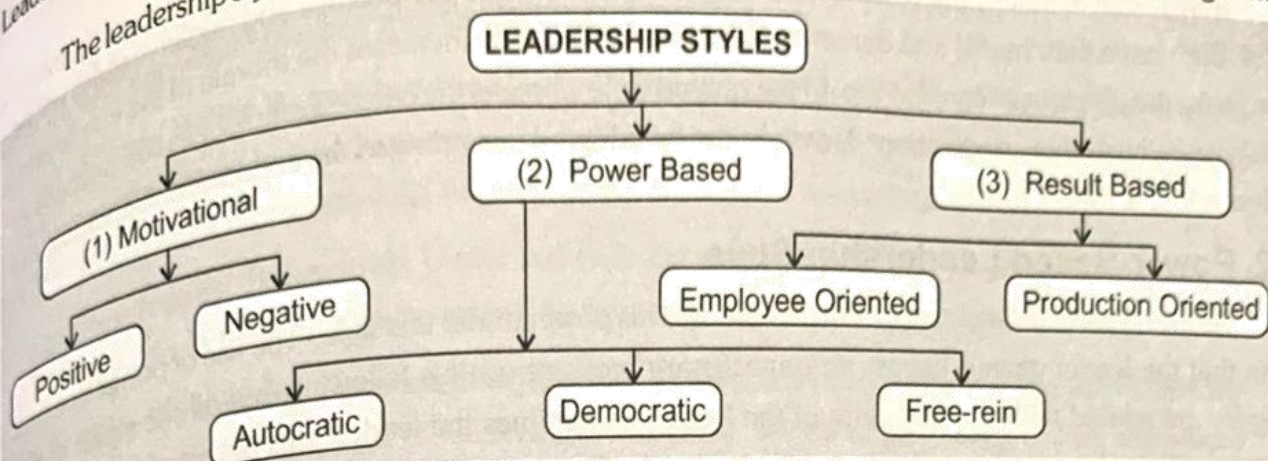 The leadership
LEADERSHIP STYLES
(1) Motivational
(2) Power Based
(3) Result Based
Positive
Negative
Employee Oriented
Production Oriented
Autocratic
Democratic
Free-rein